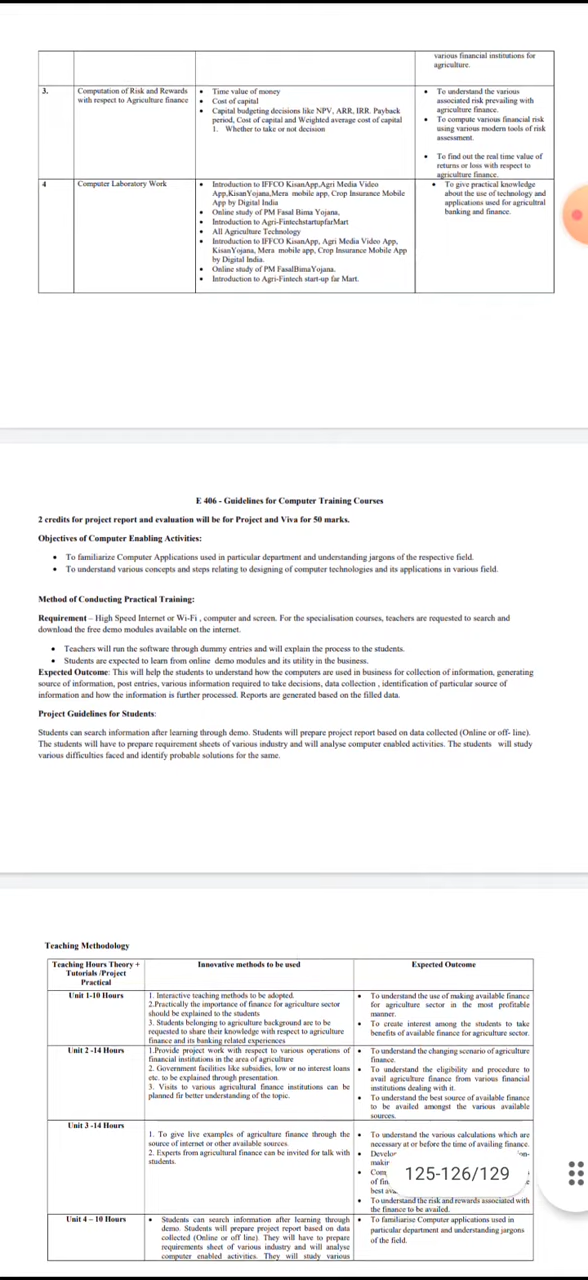 various financial institutions for
agriculture.
3.
Computation of Risk and Rewards
with respect to Agriculture finance
• Time value of money
• Cost of capital
• Capital budgeting decisions like NPV, ARR, IRR, Payback
period, Cost of capital and Weighted average cost of capital
1. Whether to take or not decision
• To understand the various
associated risk prevailing with
agriculture finance.
• To compute various financial risk
using various modern tools of risk
assessment.
• To find out the real time value of
returns or loss with respect to
agriculture finance.
4
Computer Laboratory Work
• Introduction to IFFCO KisanApp,Agri Media Video
App,KisanYojana,Mera mobile app, Crop Insurance Mobile
App by Digital India
• Online study of PM Fasal Bima Yojana,
• Introduction to Agri-FintechstartupfarMart
• All Agriculture Technology
• Introduction to IFFCO KisanApp, Agri Media Video App,
KisanYojana, Mera mobile app, Crop Insurance Mobile App
by Digital India.
• Online study of PM FasalBimaYojana.
• Introduction to Agri-Fintech start-up far Mart.
• To give practical knowledge
about the use of technology and
applications used for agricultral
banking and finance.
E 406 - Guidelines for Computer Training Courses
2 credits for project report and evaluation will be for Project and Viva for 50 marks.
Objectives of Computer Enabling Activities:
• To familiarize Computer Applications used in particular department and understanding jargons of the respective field.
• To understand various concepts and steps relating to designing of computer technologies and its applications in various field.
Method of Conducting Practical Training:
Requirement – High Speed Internet or Wi-Fi , computer and screen. For the specialisation courses, teachers are requested to search and
download the free demo modules available on the internet.
• Teachers will run the software through dummy entries and will explain the process to the students.
• Students are expected to learn from online demo modules and its utility in the business.
Expected Outcome: This will help the students to understand how the computers are used in business for collection of information, generating
source of information, post entries, various information required to take decisions, data collection , identification of particular source of
information and how the information is further processed. Reports are generated based on the filled data.
Project Guidelines for Students:
Students can search information after learning through demo. Students will prepare project report based on data collected (Online or off- line).
The students will have to prepare requirement sheets of various industry and will analyse computer enabled activities. The students will study
various difficulties faced and identify probable solutions for the same.
Teaching Methodology
Teaching Hours Theory +
Tutorials /Project
Practical
Innovative methods to be used
Expected Outcome
Unit 1-10 Hours
1. Interactive teaching methods to be adopted.
2.Practically the importance of finance for agriculture sector
should be explained to the students
3. Students belonging to agriculture background are to be
requested to share their knowledge with respect to agriculture
finance and its banking related experiences
• To understand the use of making available finance
for agriculture sector in the most profitable
manner.
• To create interest among the students to take
benefits of available finance for agriculture sector.
Unit 2 -14 Hours
1.Provide project work with respect to various operations of
financial institutions in the area of agriculture
2. Government facilities like subsidies, low or no interest loans
etc. to be explained through presentation.
3. Visits to various agricultural finance institutions can be
planned fir better understanding of the topic.
• To understand the changing scenario of agriculture
finance.
• To understand the eligibility and procedure to
avail agriculture finance from various financial
institutions dealing with it.
• To understand the best source of available finance
to be availed amongst the various available
sources.
Unit 3 -14 Hours
1. To give live examples of agriculture finance through the
source of internet or other available sources.
2. Experts from agricultural finance can be invited for talk with
students.
• To understand the various calculations which are
necessary at or before the time of availing finance.
• Develo
makin
• Com
of fin
best ava
125-126/129
• To understand the risk and rewards associated with
the finance to be availed.
Unit 4 – 10 Hours
• Students can search information after learning through
demo. Students will prepare project report based on data
collected (Online or off line). They will have to prepare
requirements sheet of various industry and will analyse
computer enabled activities. They will study various
• To familiarise Computer applications used in
particular department and understanding jargons
of the field.